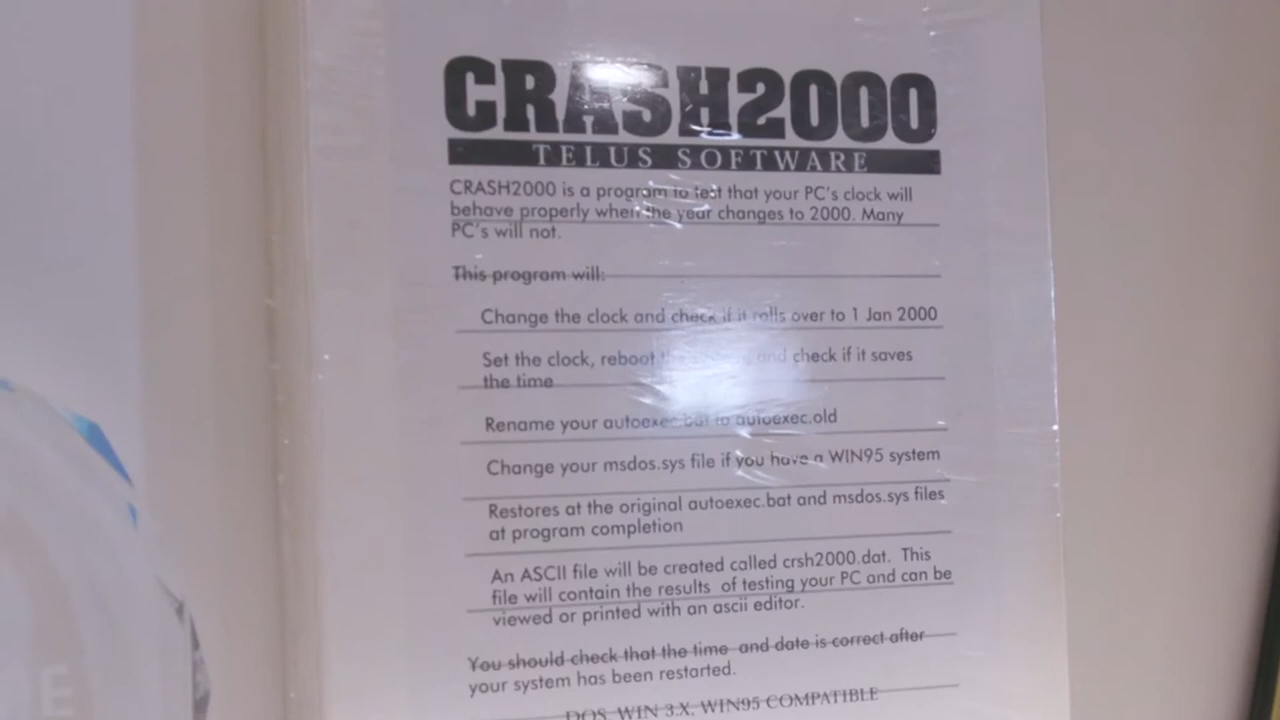 CRASH2000
TELUS SOFTWARE
CRASH2000 is a program to test that your PC's clock will
behave properly when the year changes to 2000. Many
PC's will not.
This program will:
Change the clock and check if it rolls over to 1 Jan 2000
Set the clock, reboot and check if it saves
the time
Rename your autoexec.bat to autoexec.old
Change your msdos.sys file if you have a WIN95 system
Restores at the original autoexec.bat and msdos.sys files
at program completion
An ASCII file will be created called crsh2000.dat. This
file will contain the results of testing your PC and can be
viewed or printed with an ascii editor.
You should check that the time and date is correct after
your system has been restarted.
DOS, WIN 3.X, WIN95 COMPATIBLE
E